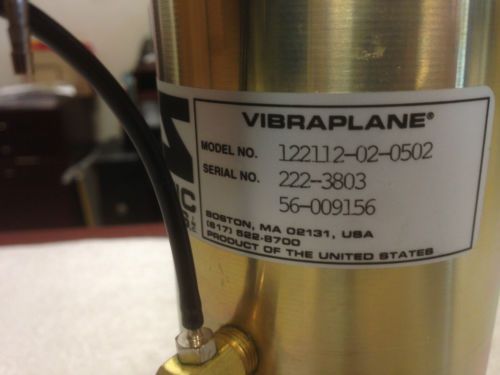 VIBRAPLANE®
MODEL NO. 122112-02-0502
SERIAL NO. 222-3803
56-009156
BOSTON, MA 02131, USA
(617) 522-9700
PRODUCT OF THE UNITED STATES